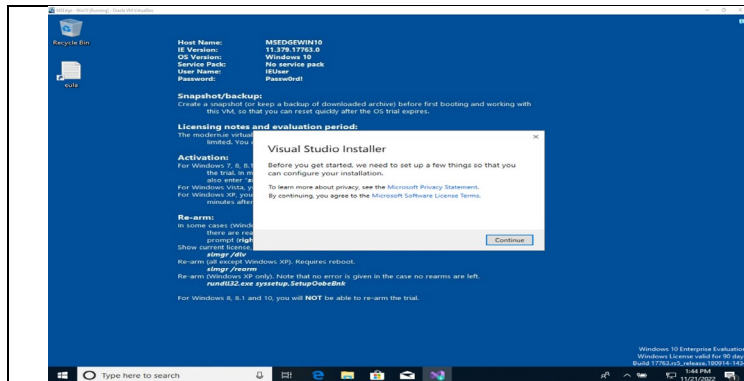 MSEdge - Win10 [Running] - Oracle VM VirtualBox
Recycle Bin
eula
Host Name: MSEDGEWIN10
IE Version: 11.379.17763.0
OS Version: Windows 10
Service Pack: No service pack
User Name: IEUser
Password: Passw0rd!
Snapshot/backup:
Create a snapshot (or keep a backup of downloaded archive) before first booting and working with
this VM, so that you can reset quickly after the OS trial expires.
Licensing notes and evaluation period:
The modern.ie virtual
limited. You
Activation:
For Windows 7, 8, 8.1
the trial. In m
also enter "s
For Windows Vista, y
For Windows XP, you
minutes after
Re-arm:
In some cases (Windo
there are rea
prompt (righ
Show current license,
slmgr /dlv
Re-arm (all except Windows XP). Requires reboot.
slmgr /rearm
Re-arm (Windows XP only). Note that no error is given in the case no rearms are left.
rundll32.exe syssetup,SetupOobeBnk
For Windows 8, 8.1 and 10, you will NOT be able to re-arm the trial.
Visual Studio Installer
Before you get started, we need to set up a few things so that you
can configure your installation.
To learn more about privacy, see the Microsoft Privacy Statement.
By continuing, you agree to the Microsoft Software License Terms.
Continue
Windows 10 Enterprise Evaluation
Windows License valid for 90 day
Build 17763.rs5_release.180914-143
Type here to search
1:44 PM
11/21/2022